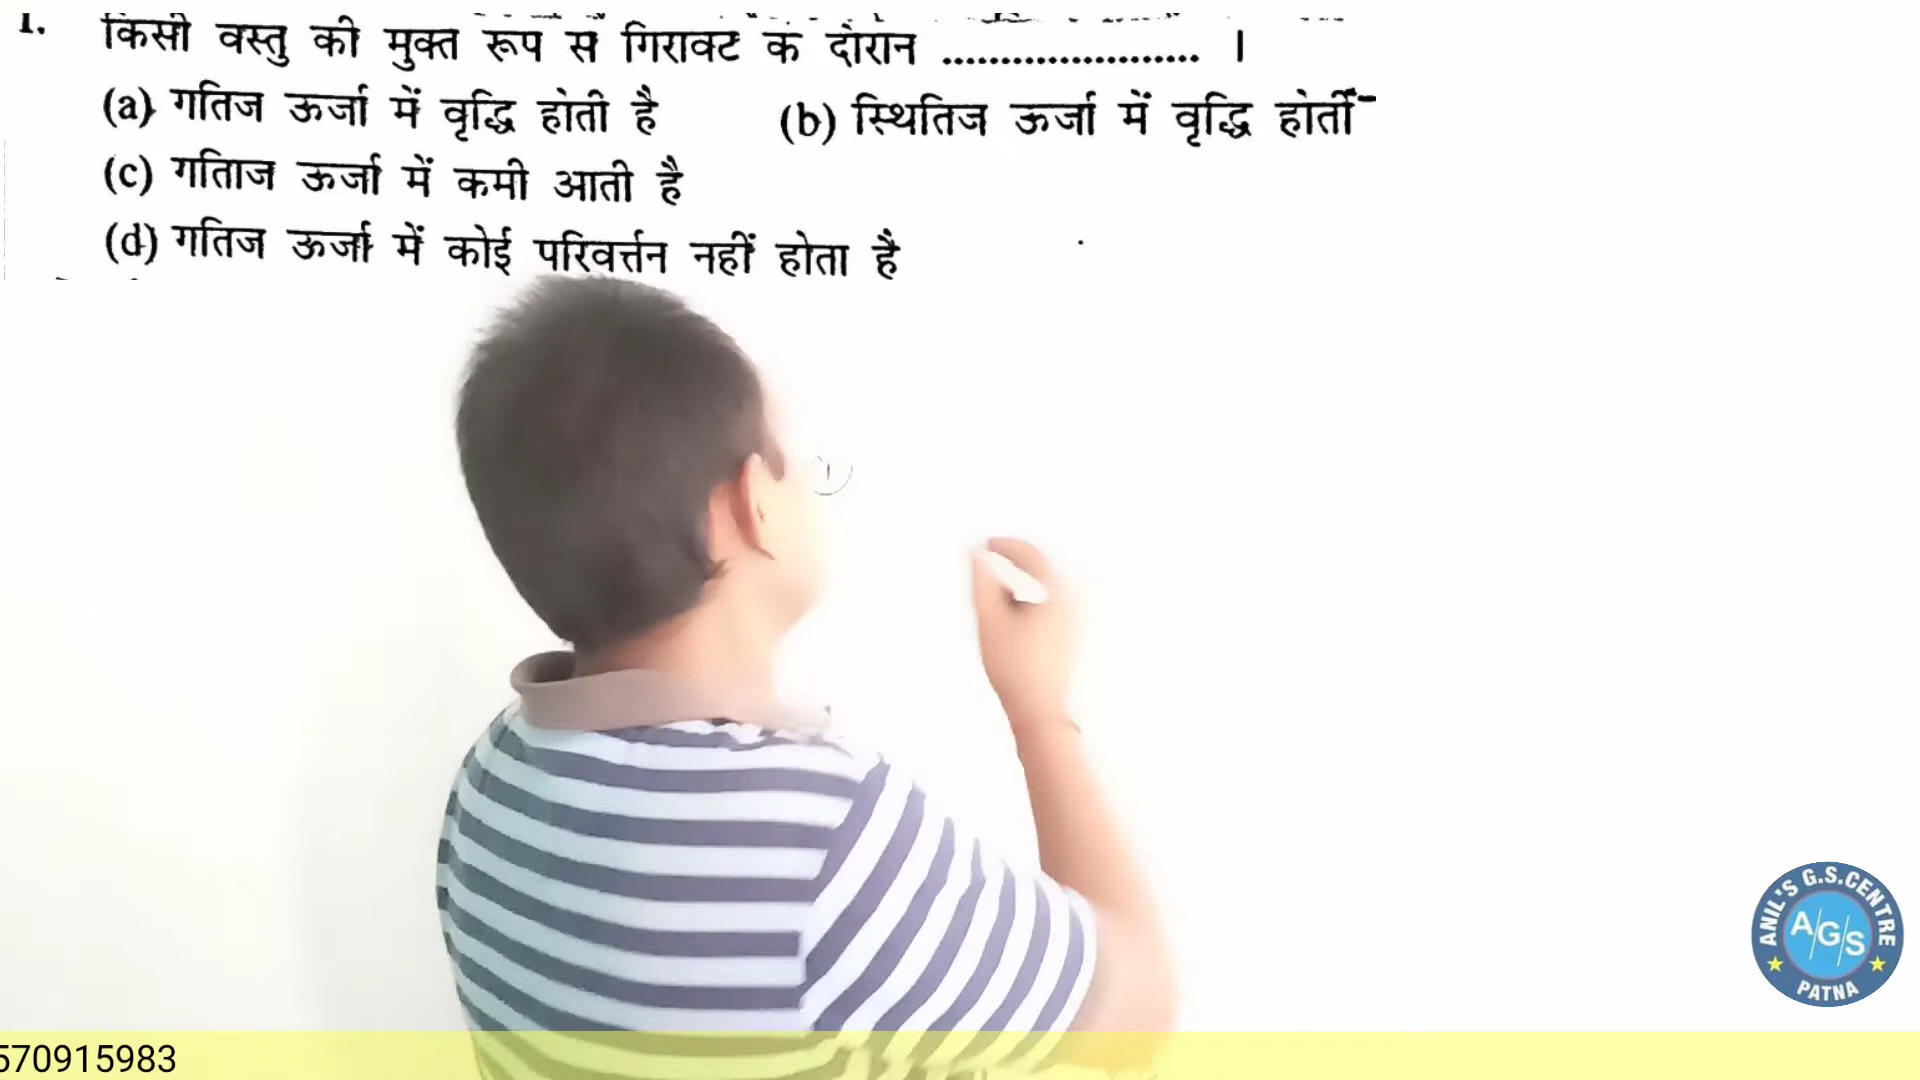 1. किसी वस्तु की मुक्त रूप से गिरावट के दौरान ...................... ।
(a) गतिज ऊर्जा में वृद्धि होती है (b) स्थितिज ऊर्जा में वृद्धि होती
(c) गतिाज ऊर्जा में कमी आती है
(d) गतिज ऊर्जा में कोई परिवर्त्तन नहीं होता है
1
ANIL'S G.S.CENTRE
A/G/S
PATNA
570915983